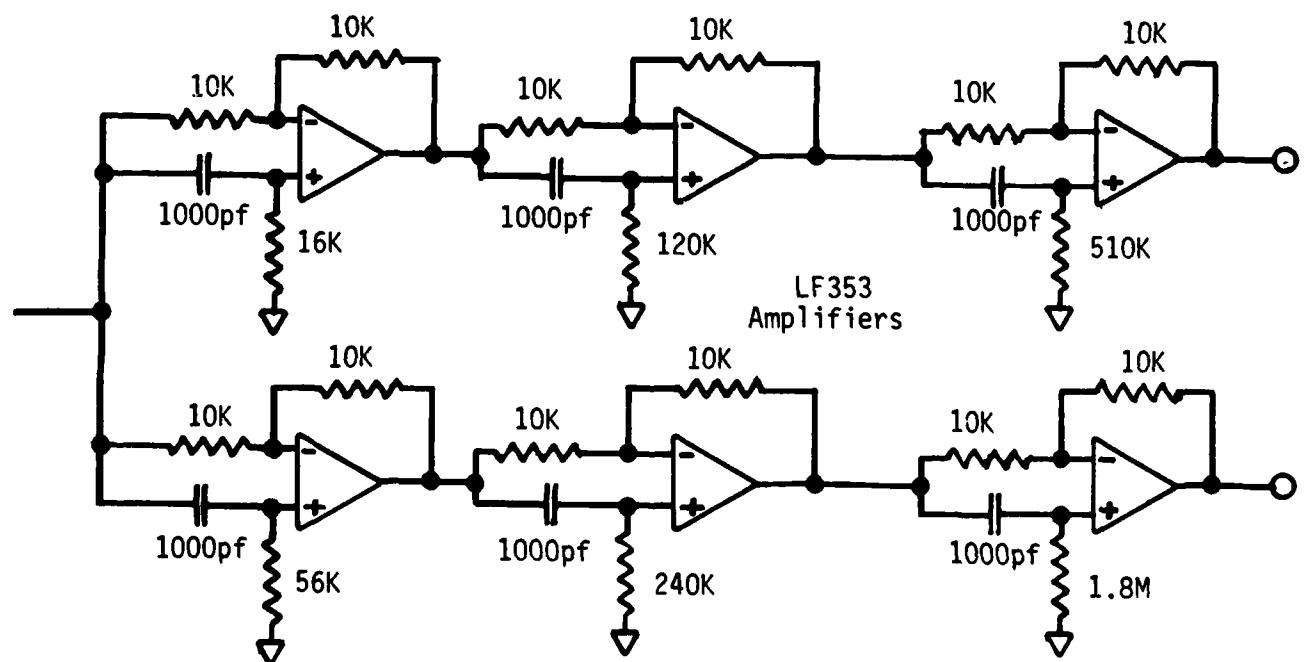 10K
10K
10K
10K
10K
10K
-
-
-
+
+
+
1000pf
1000pf
1000pf
16K
120K
510K
LF353
Amplifiers
10K
10K
10K
10K
10K
10K
-
-
-
+
+
+
1000pf
1000pf
1000pf
56K
240K
1.8M